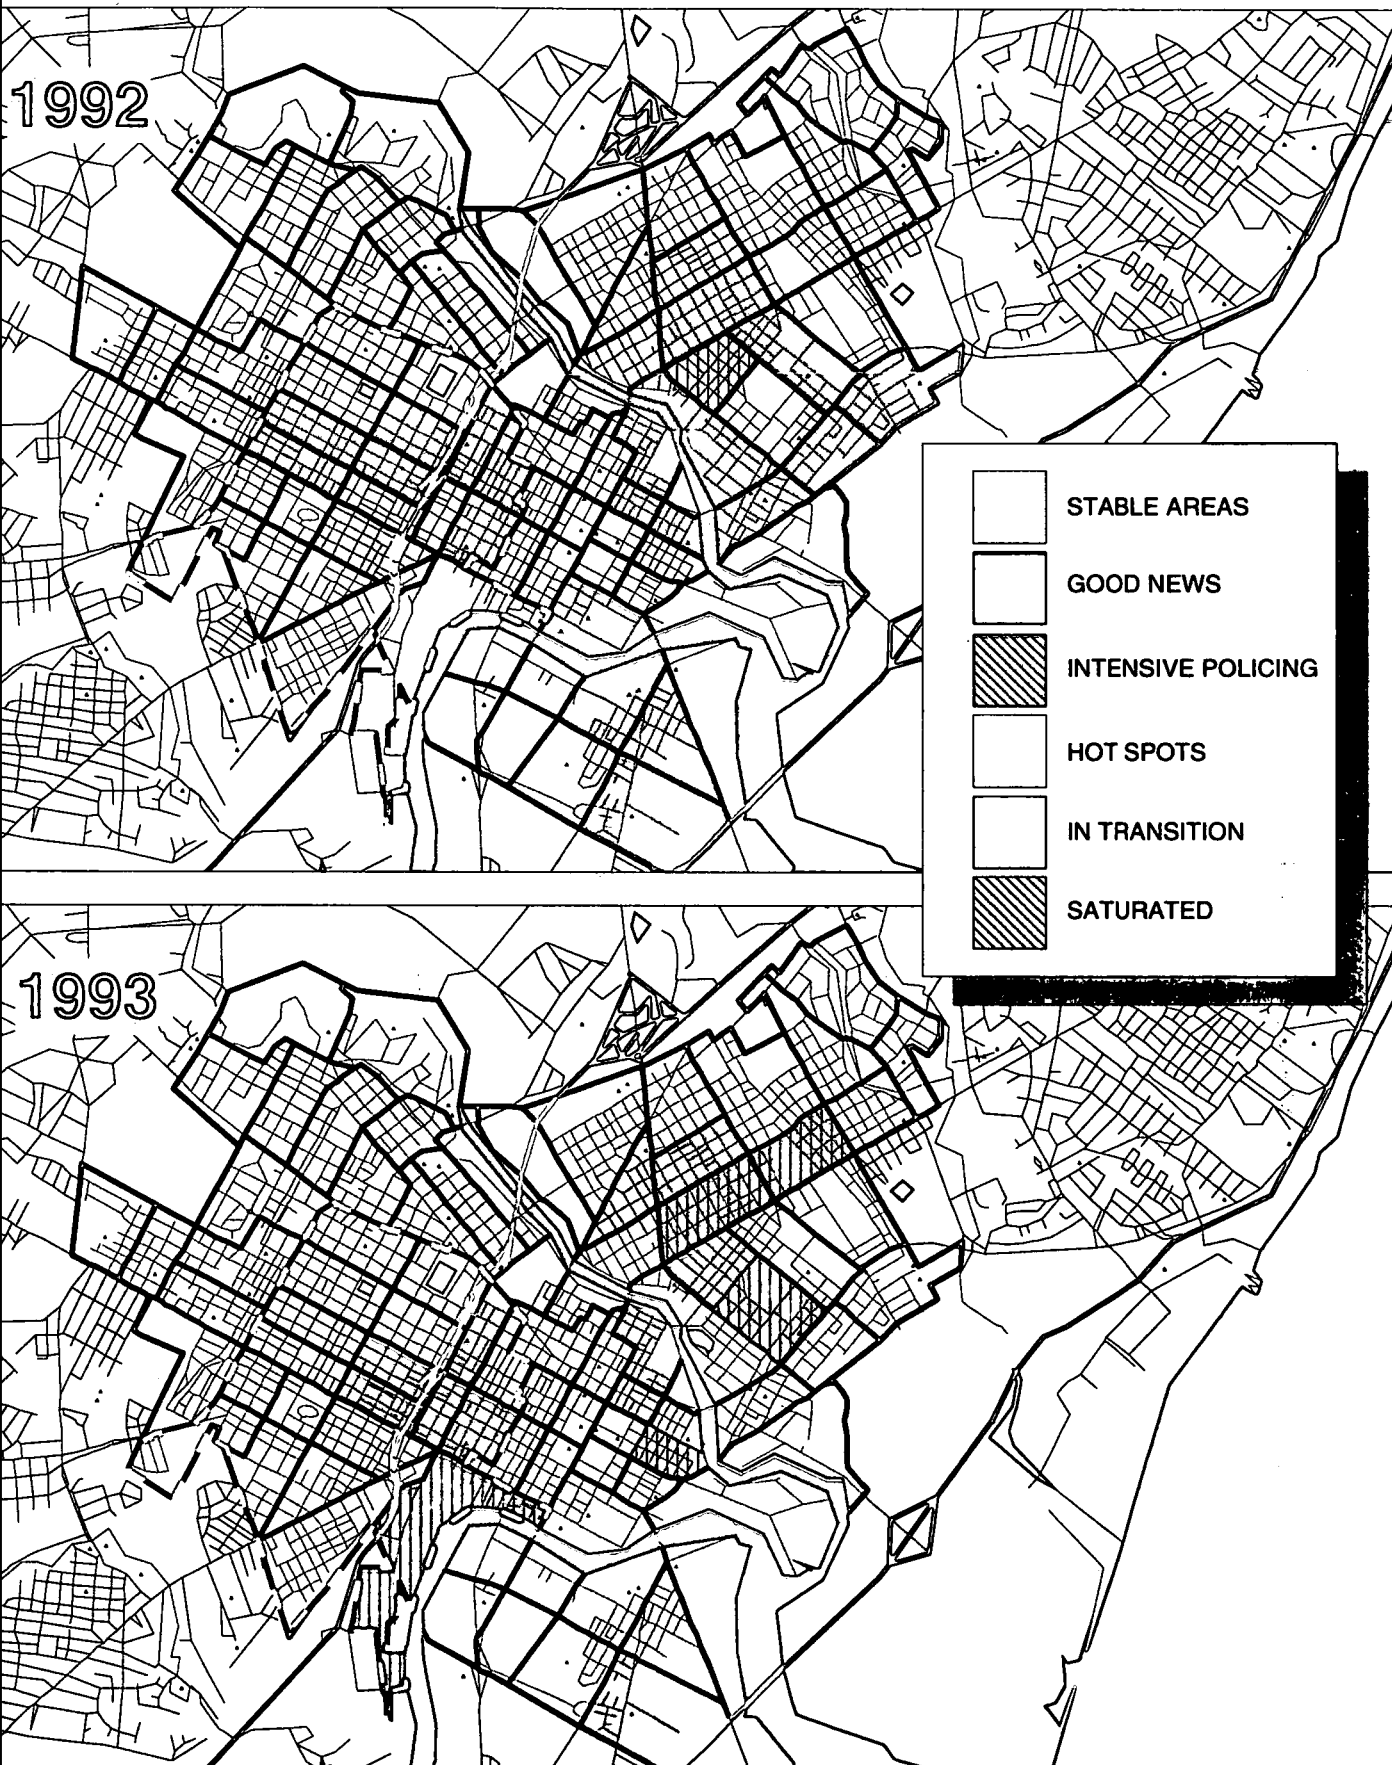 1992
STABLE AREAS
GOOD NEWS
INTENSIVE POLICING
HOT SPOTS
IN TRANSITION
SATURATED
1993